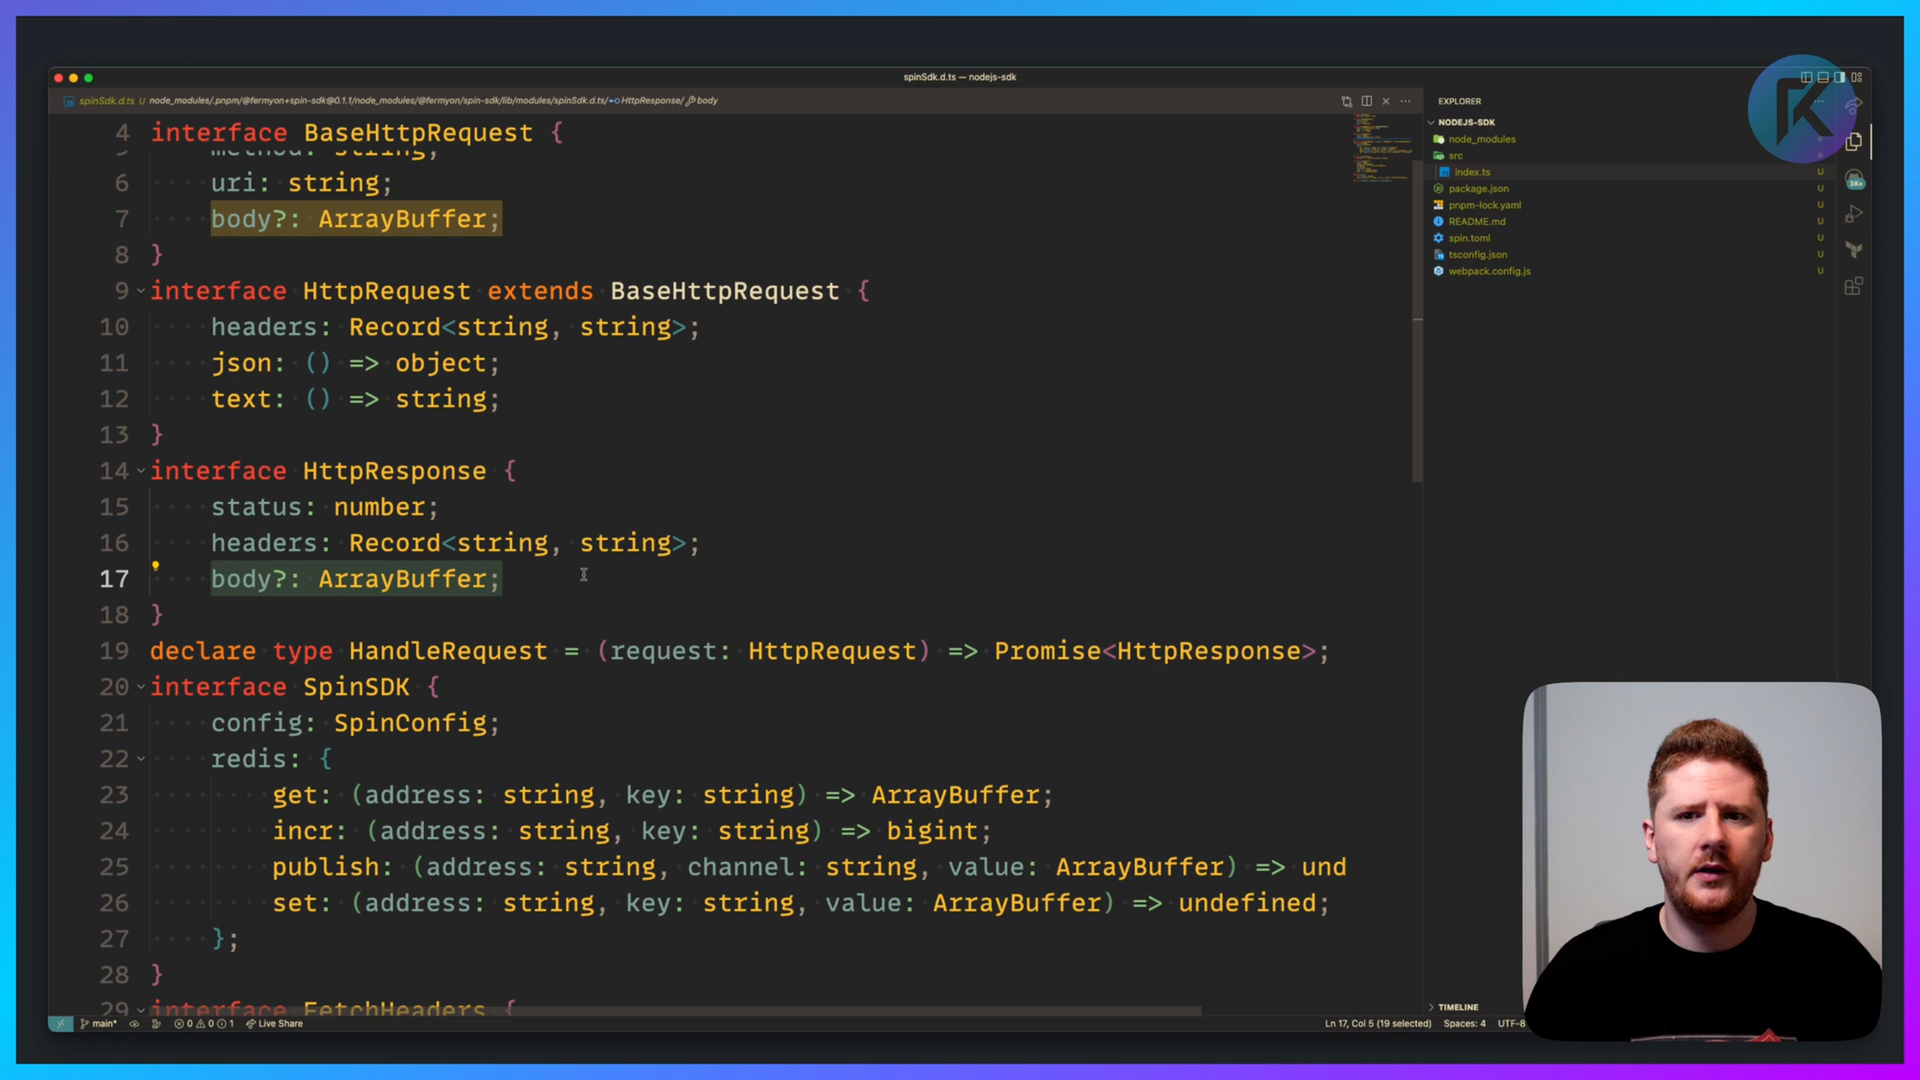 spinSdk.d.ts — nodejs-sdk
spinSdk.d.ts U node_modules/.pnpm/@fermyon+spin-sdk@0.1.1/node_modules/@fermyon/spin-sdk/lib/modules/spinSdk.d.ts/ HttpResponse/ body
4 interface BaseHttpRequest {
method: string;
6 uri: string;
7 body?: ArrayBuffer;
8 }
9 interface HttpRequest extends BaseHttpRequest {
10 headers: Record<string, string>;
11 json: () => object;
12 text: () => string;
13 }
14 interface HttpResponse {
15 status: number;
16 headers: Record<string, string>;
17 body?: ArrayBuffer;
18 }
19 declare type HandleRequest = (request: HttpRequest) => Promise<HttpResponse>;
20 interface SpinSDK {
21 config: SpinConfig;
22 redis: {
23 get: (address: string, key: string) => ArrayBuffer;
24 incr: (address: string, key: string) => bigint;
25 publish: (address: string, channel: string, value: ArrayBuffer) => und
26 set: (address: string, key: string, value: ArrayBuffer) => undefined;
27 };
28 }
29 interface FetchHeaders {
EXPLORER
NODEJS-SDK
node_modules
src
index.ts U
package.json U
pnpm-lock.yaml U
README.md U
spin.toml U
tsconfig.json U
webpack.config.js U
3K+
TIMELINE
main* 0 0 1 Live Share
Ln 17, Col 5 (19 selected) Spaces: 4 UTF-8